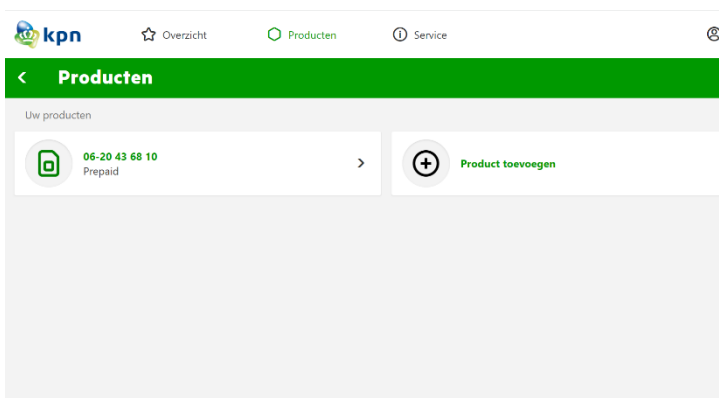 kpn
Overzicht
Producten
Service
Producten
Uw producten
06-20 43 68 10
Prepaid
Product toevoegen